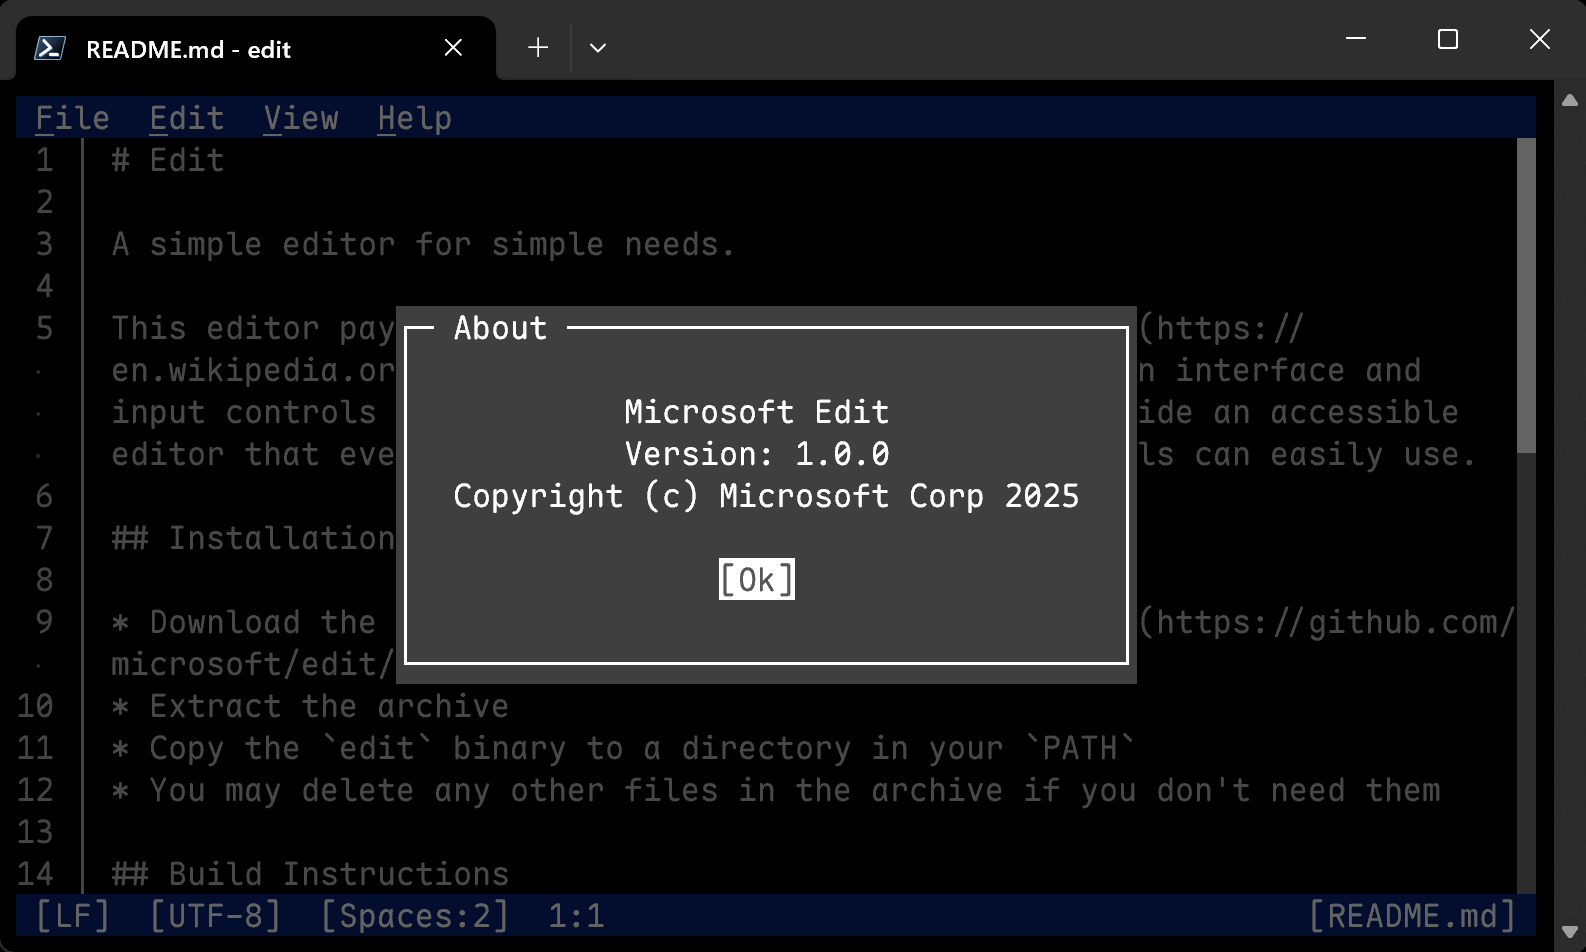 README.md - edit
File Edit View Help
1 # Edit
2
3 A simple editor for simple needs.
4
5 This editor pay (https://
· en.wikipedia.or n interface and
· input controls ide an accessible
· editor that eve ls can easily use.
6
7 ## Installation
8
9 * Download the (https://github.com/
· microsoft/edit/
10 * Extract the archive
11 * Copy the `edit` binary to a directory in your `PATH`
12 * You may delete any other files in the archive if you don't need them
13
14 ## Build Instructions
About
Microsoft Edit
Version: 1.0.0
Copyright (c) Microsoft Corp 2025
[Ok]
[LF] [UTF-8] [Spaces:2] 1:1 [README.md]